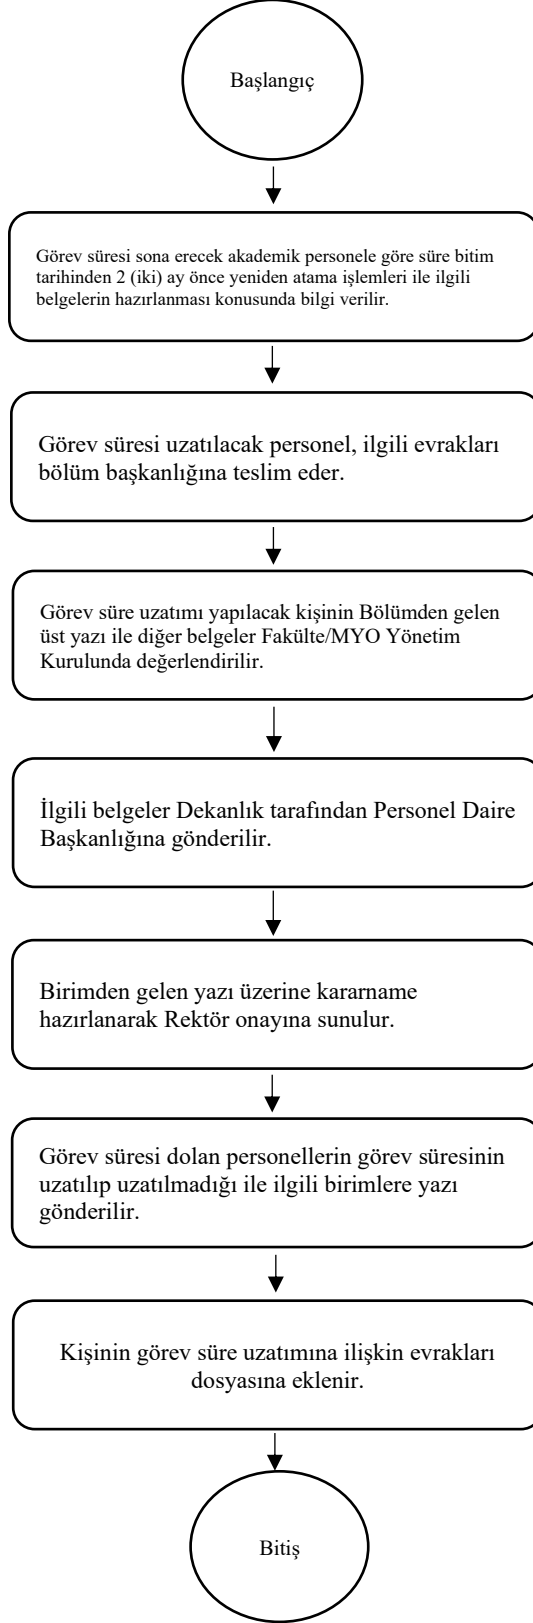 Başlangıç
Görev süresi sona erecek akademik personele göre süre bitim
tarihinden 2 (iki) ay önce yeniden atama işlemleri ile ilgili
belgelerin hazırlanması konusunda bilgi verilir.
Görev süresi uzatılacak personel, ilgili evrakları
bölüm başkanlığına teslim eder.
Görev süre uzatımı yapılacak kişinin Bölümden gelen
üst yazı ile diğer belgeler Fakülte/MYO Yönetim
Kurulunda değerlendirilir.
İlgili belgeler Dekanlık tarafından Personel Daire
Başkanlığına gönderilir.
Birimden gelen yazı üzerine kararname
hazırlanarak Rektör onayına sunulur.
Görev süresi dolan personellerin görev süresinin
uzatılıp uzatılmadığı ile ilgili birimlere yazı
gönderilir.
Kişinin görev süre uzatımına ilişkin evrakları
dosyasına eklenir.
Bitiş